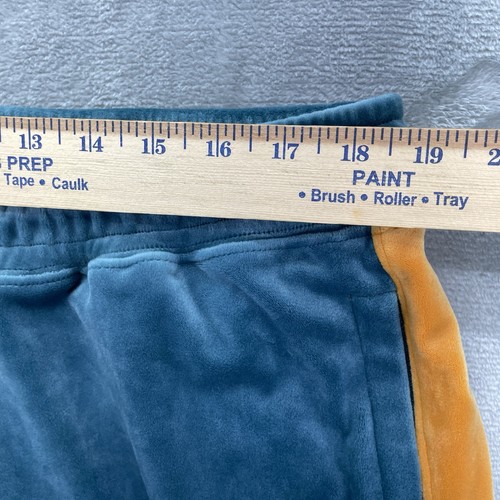 13 14 15 16 17 18 19 2
PREP PAINT
Tape • Caulk • Brush • Roller • Tray